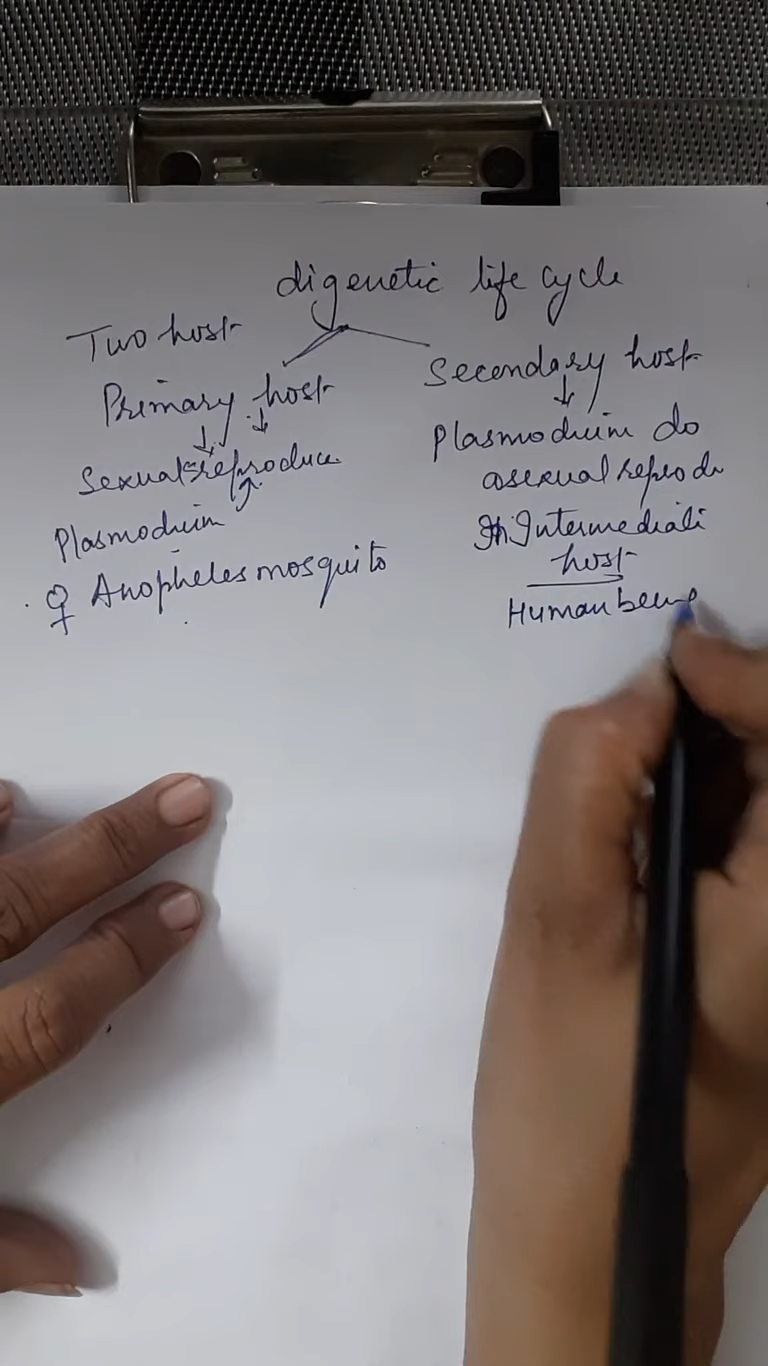 digenetic life cycle
Two host
Primary host
Sexual reproduce
Plasmodium
♀ Anopheles mosquito
Secondary host
Plasmodium do
asexual reprodu
Intermediati
host
Human being